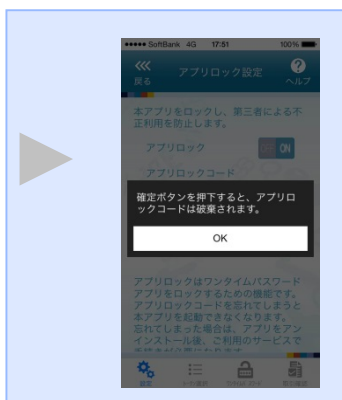 SoftBank 4G 17:51 100%
戻る アプリロック設定 ? ヘルプ
本アプリをロックし、第三者による不
正利用を防止します。
アプリロック ON
アプリロックコード
確定ボタンを押下すると、アプリロ
ックコードは破棄されます。
OK
アプリロックはワンタイムパスワード
アプリをロックするための機能です。
アプリロックコードを忘れてしまうと
本アプリを起動できなくなります。
忘れてしまった場合は、アプリをアン
インストール後、ご利用のサービスで
設定